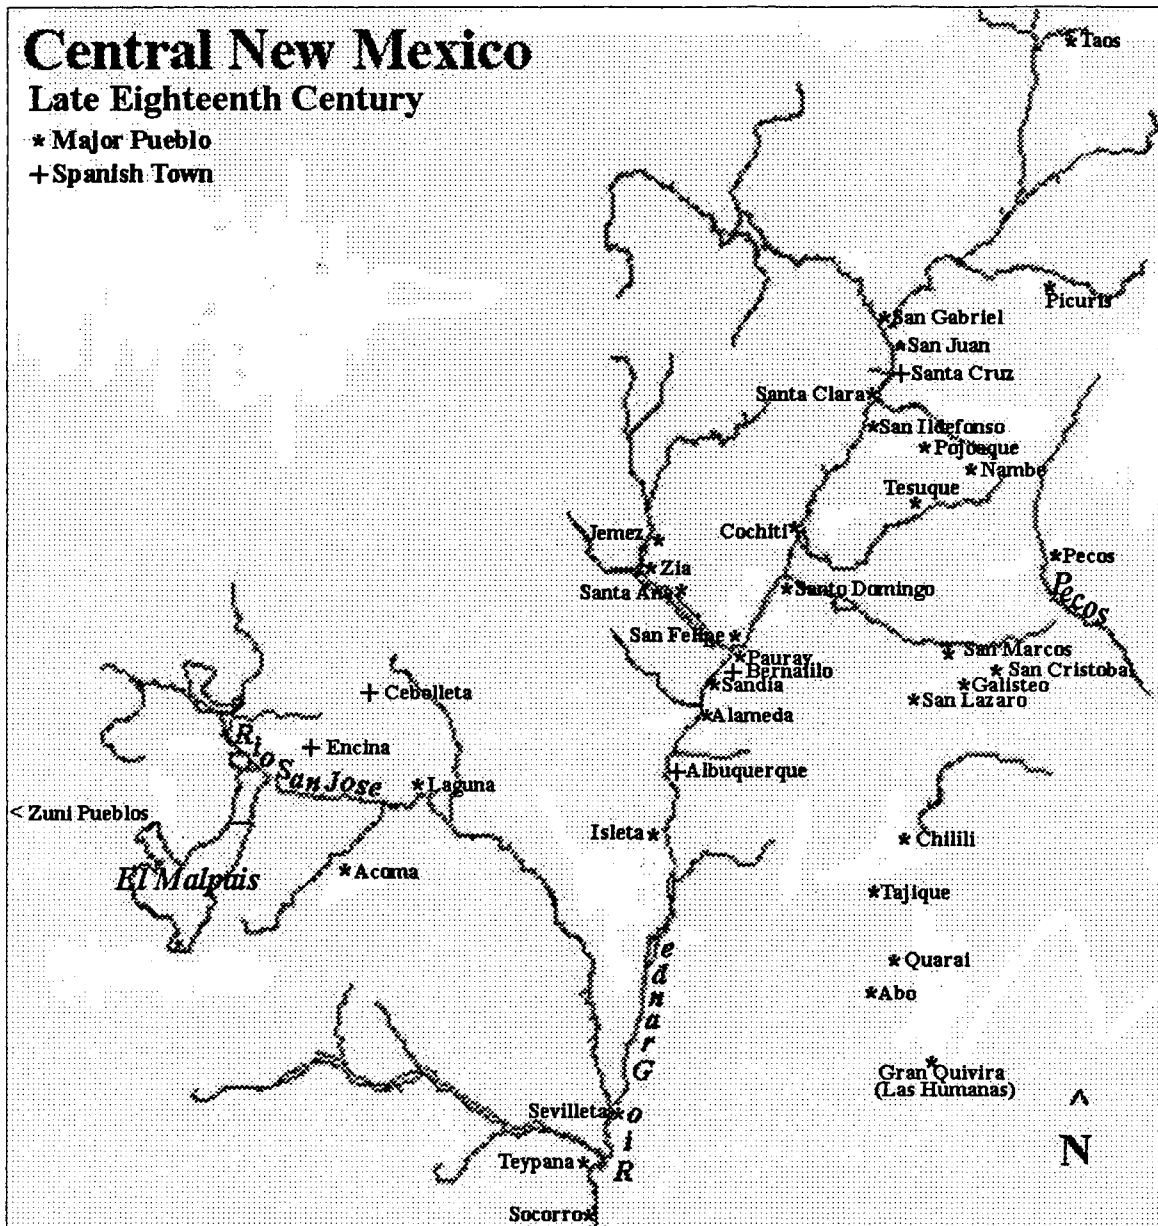 Central New Mexico
Late Eighteenth Century
* Major Pueblo
+ Spanish Town
* Taos
* Picuris
* San Gabriel
* San Juan
+ Santa Cruz
Santa Clara *
* San Ildefonso
* Pojouque
* Nambe
Tesuque *
Cochiti *
Jemez *
* Pecos
Pecos
* Zia
Santa Ana *
* Santo Domingo
San Felipe *
* Pauray
+ Bernalilo
* San Marcos
* San Cristobal
* Sandia
* Galisteo
* San Lazaro
+ Cebolleta
* Alameda
+ Encina
Rio San Jose
+ Albuquerque
* Laguna
< Zuni Pueblos
Isleta *
* Chilili
* Acoma
El Malpais
* Tajique
* Quarai
* Abo
Rio Grande
* Gran Quivira
(Las Humanas)
Sevilleta *
^
N
Teypana *
Socorro *